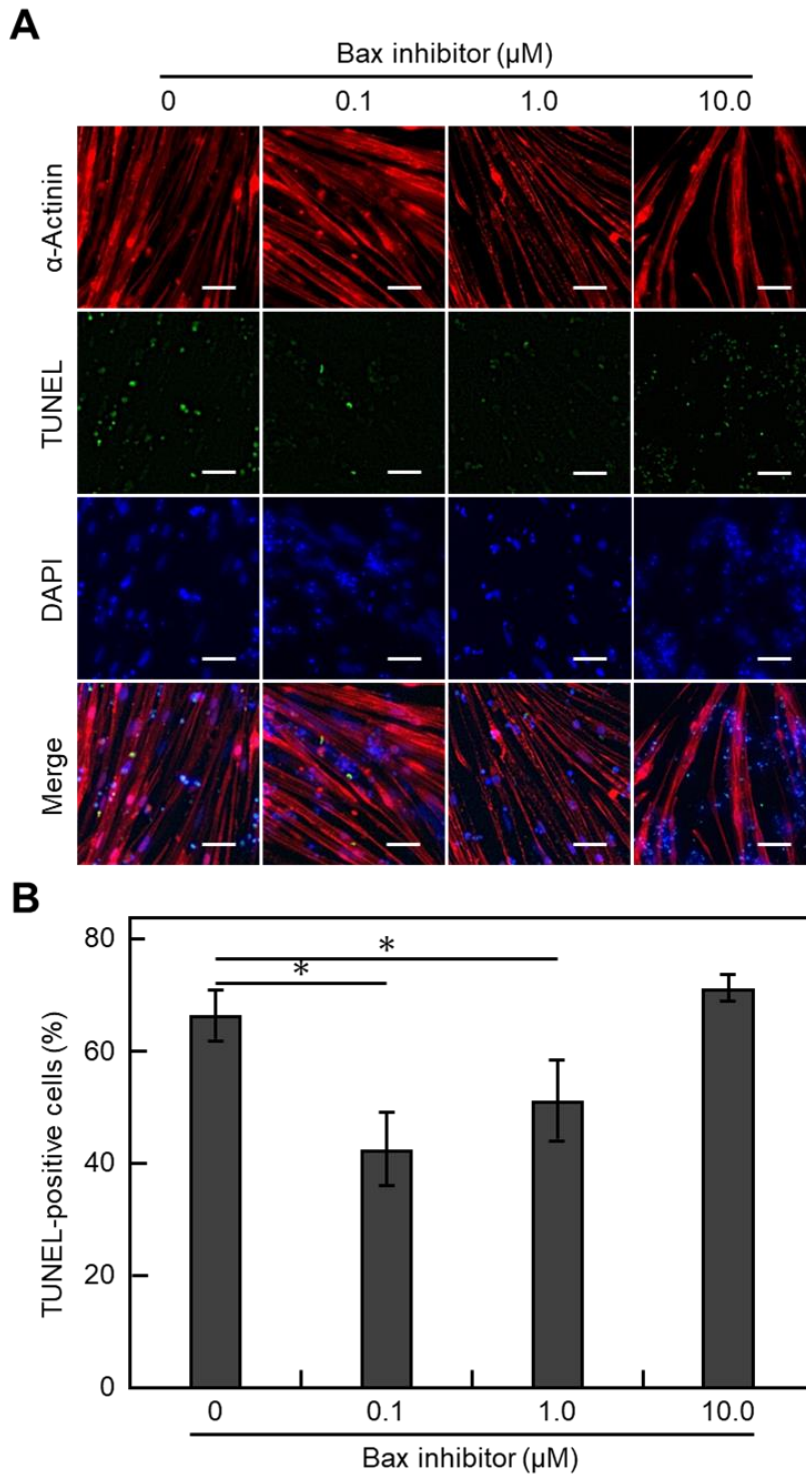 A
Bax inhibitor (μM)
0 0.1 1.0 10.0
α-Actinin
TUNEL
DAPI
Merge
B
80
60
40
20
0
TUNEL-positive cells (%)
*
*
0 0.1 1.0 10.0
Bax inhibitor (μM)